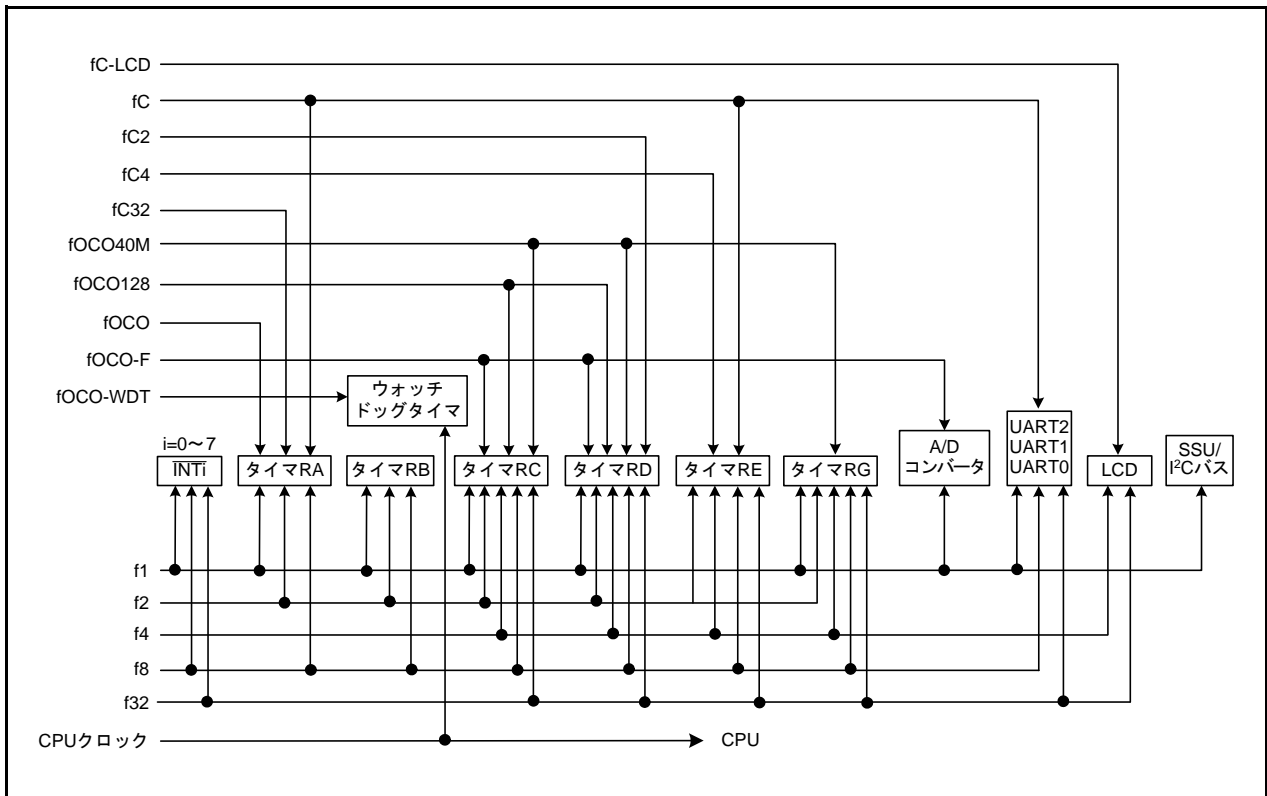 fC-LCD
fC
fC2
fC4
fC32
fOCO40M
fOCO128
fOCO
fOCO-F
fOCO-WDT
ウォッチ
ドッグタイマ
i=0～7
INTi
タイマRA
タイマRB
タイマRC
タイマRD
タイマRE
タイマRG
A/D
コンバータ
UART2
UART1
UART0
LCD
SSU/
I²Cバス
f1
f2
f4
f8
f32
CPUクロック
CPU